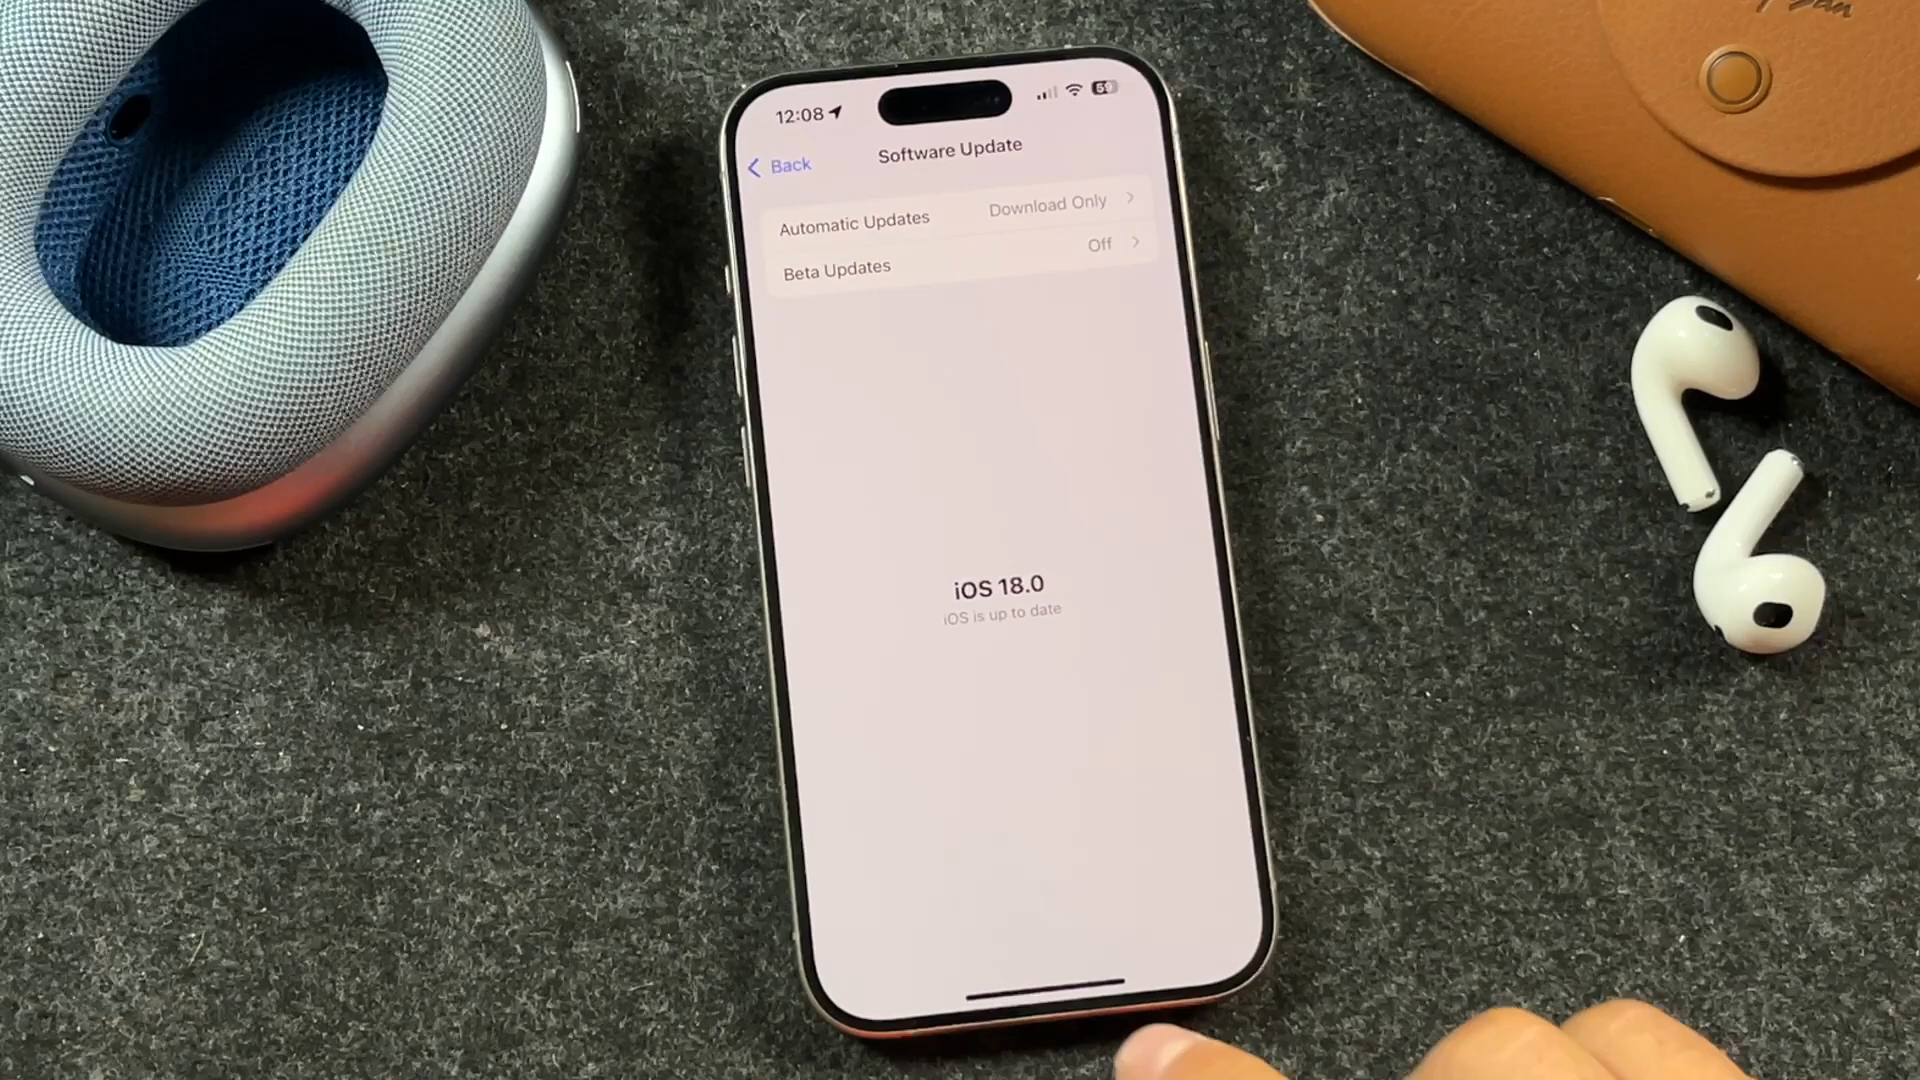 12:08
59
Back
Software Update
Automatic Updates Download Only
Beta Updates Off
iOS 18.0
iOS is up to date